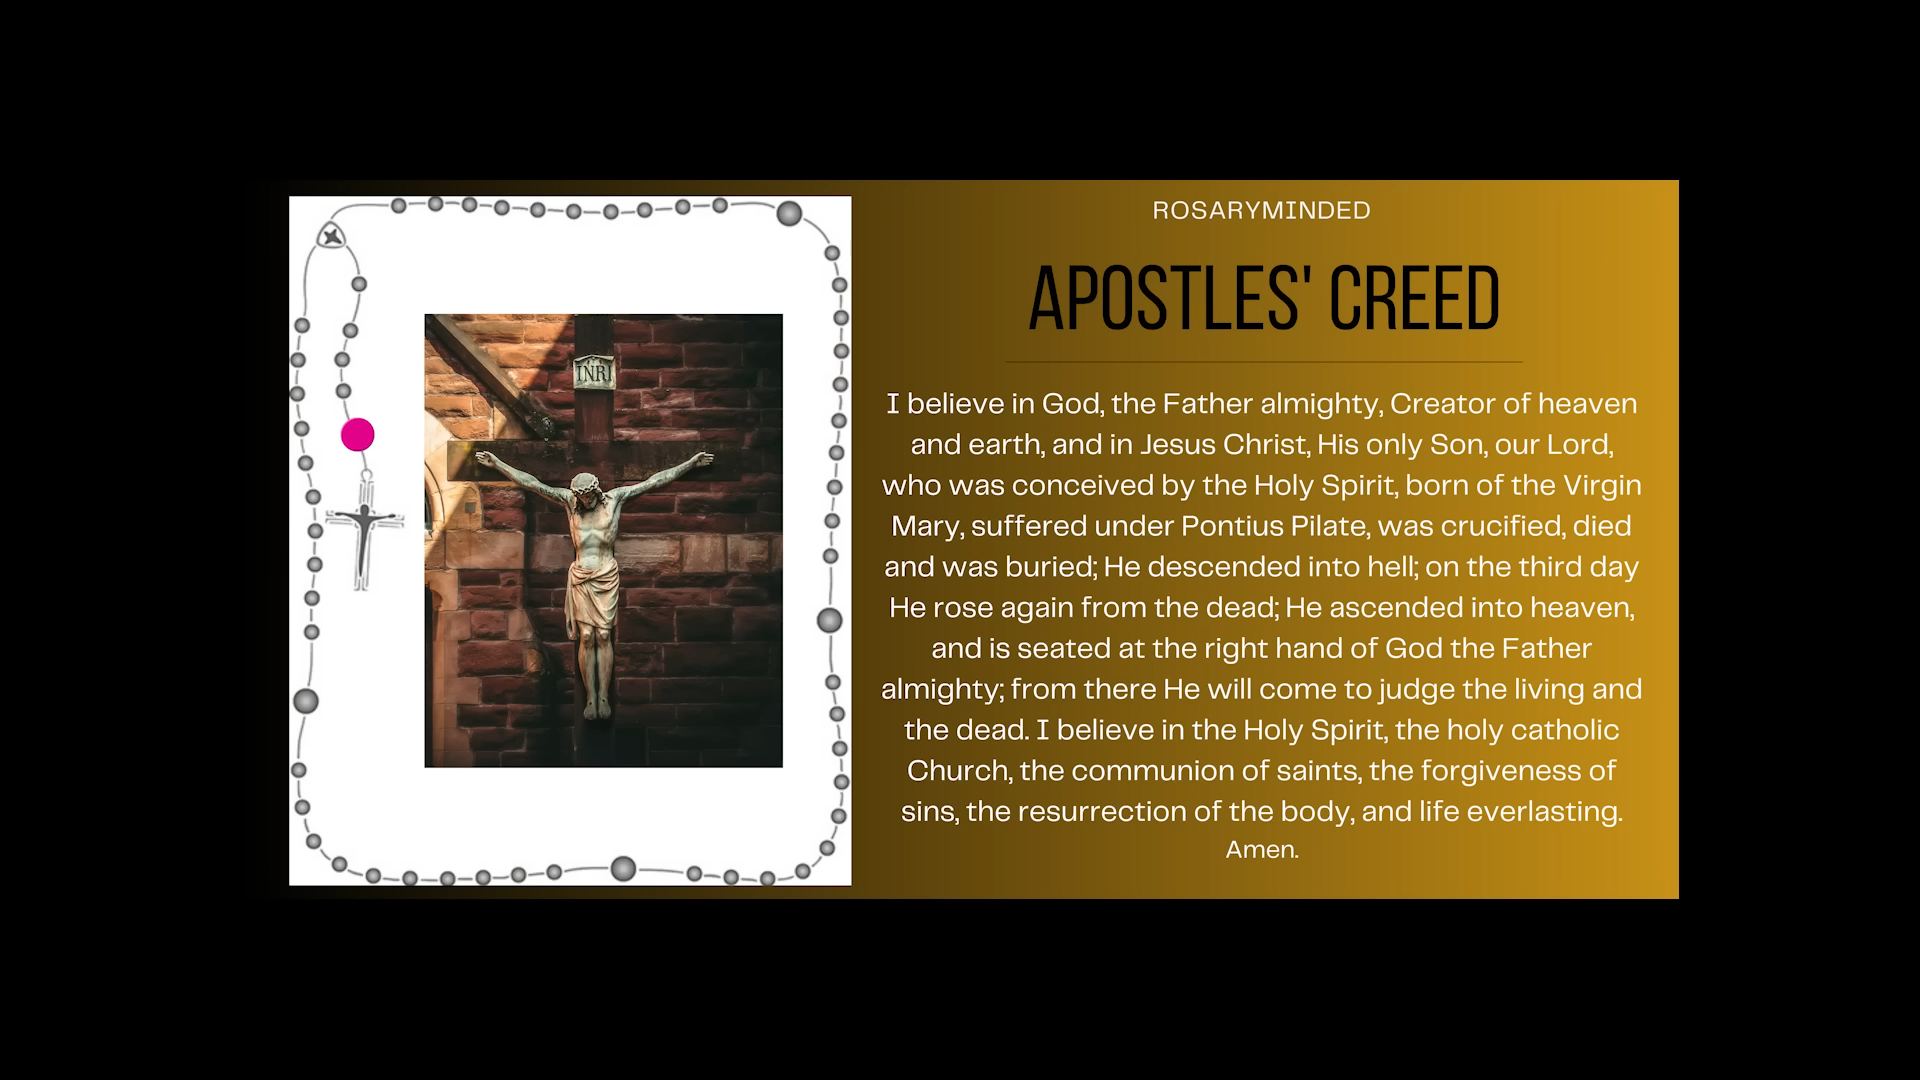 ROSARYMINDED
APOSTLES' CREED
INRI
I believe in God, the Father almighty, Creator of heaven
and earth, and in Jesus Christ, His only Son, our Lord,
who was conceived by the Holy Spirit, born of the Virgin
Mary, suffered under Pontius Pilate, was crucified, died
and was buried; He descended into hell; on the third day
He rose again from the dead; He ascended into heaven,
and is seated at the right hand of God the Father
almighty; from there He will come to judge the living and
the dead. I believe in the Holy Spirit, the holy catholic
Church, the communion of saints, the forgiveness of
sins, the resurrection of the body, and life everlasting.
Amen.